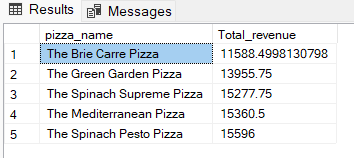 Results Messages
pizza_name Total_revenue
1 The Brie Carre Pizza 11588.4998130798
2 The Green Garden Pizza 13955.75
3 The Spinach Supreme Pizza 15277.75
4 The Mediterranean Pizza 15360.5
5 The Spinach Pesto Pizza 15596